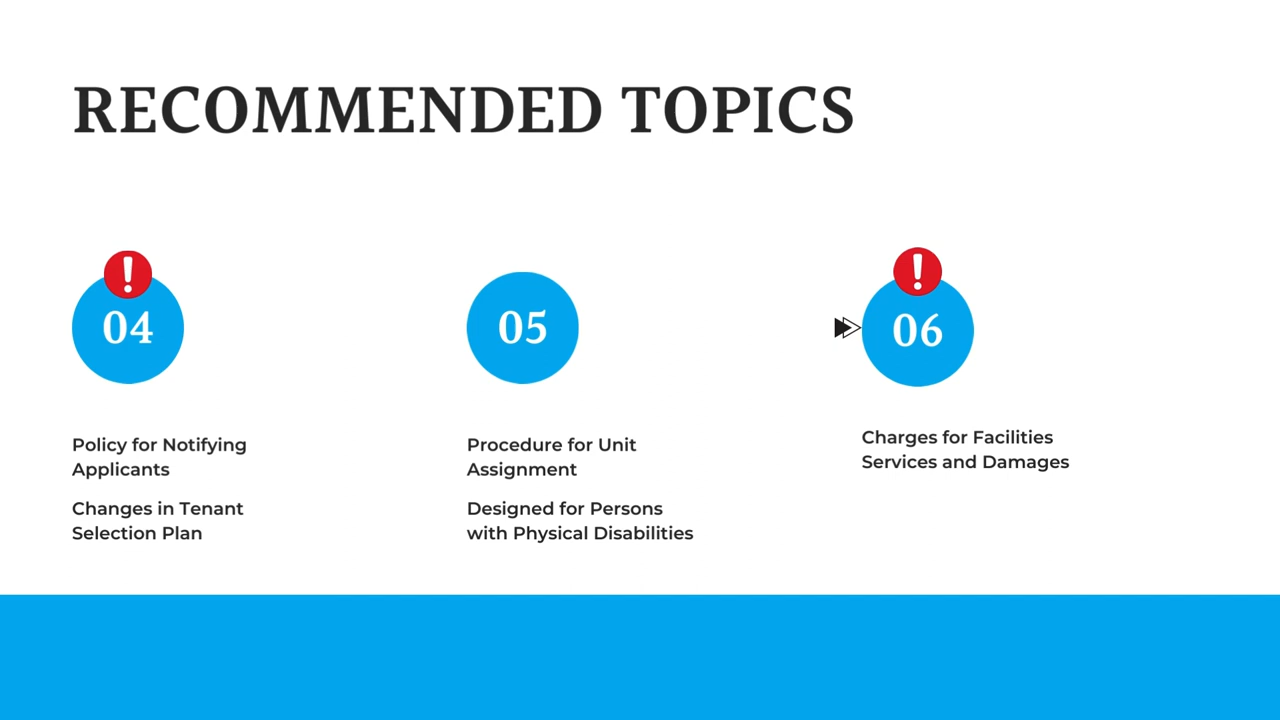 RECOMMENDED TOPICS
!
04
Policy for Notifying
Applicants
Changes in Tenant
Selection Plan
05
Procedure for Unit
Assignment
Designed for Persons
with Physical Disabilities
!
06
Charges for Facilities
Services and Damages